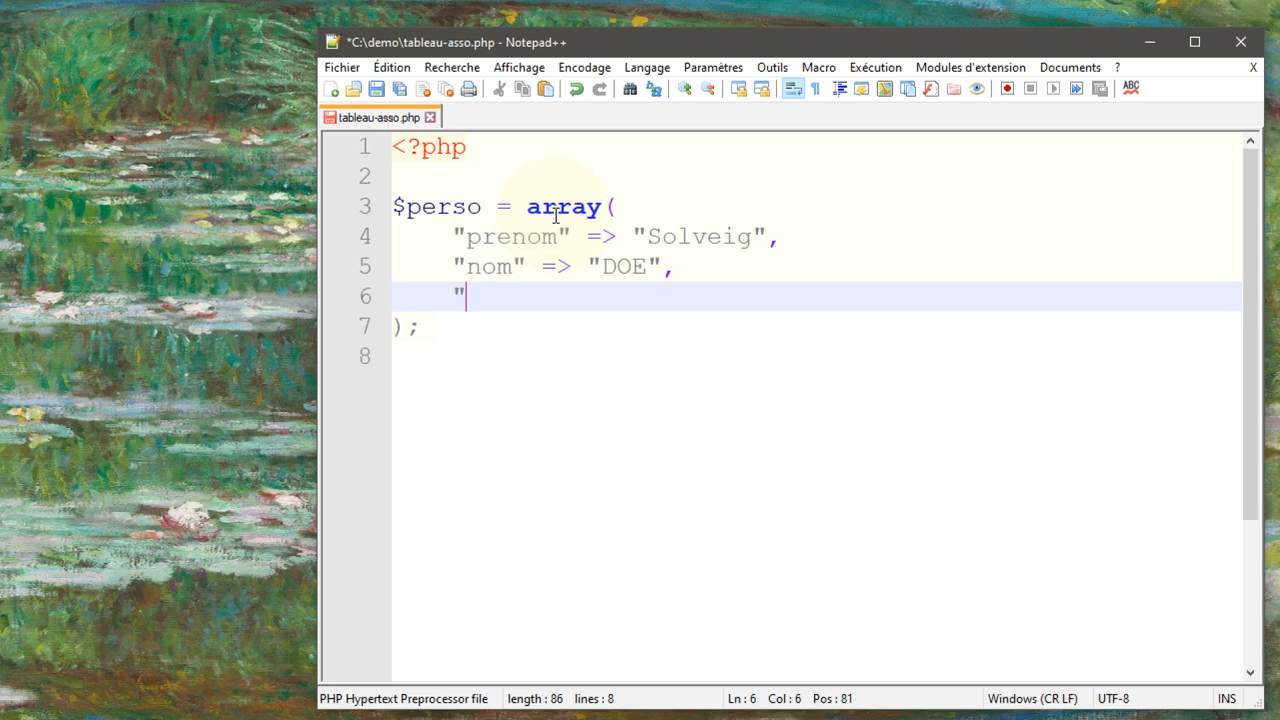 *C:\demo\tableau-asso.php - Notepad++
Fichier Édition Recherche Affichage Encodage Langage Paramètres Outils Macro Exécution Modules d'extension Documents ? X
ABC
tableau-asso.php
1 <?php
2
3 $perso = array(
4 "prenom" => "Solveig",
5 "nom" => "DOE",
6 "
7 );
8
PHP Hypertext Preprocessor file length : 86 lines : 8 Ln : 6 Col : 6 Pos : 81 Windows (CR LF) UTF-8 INS